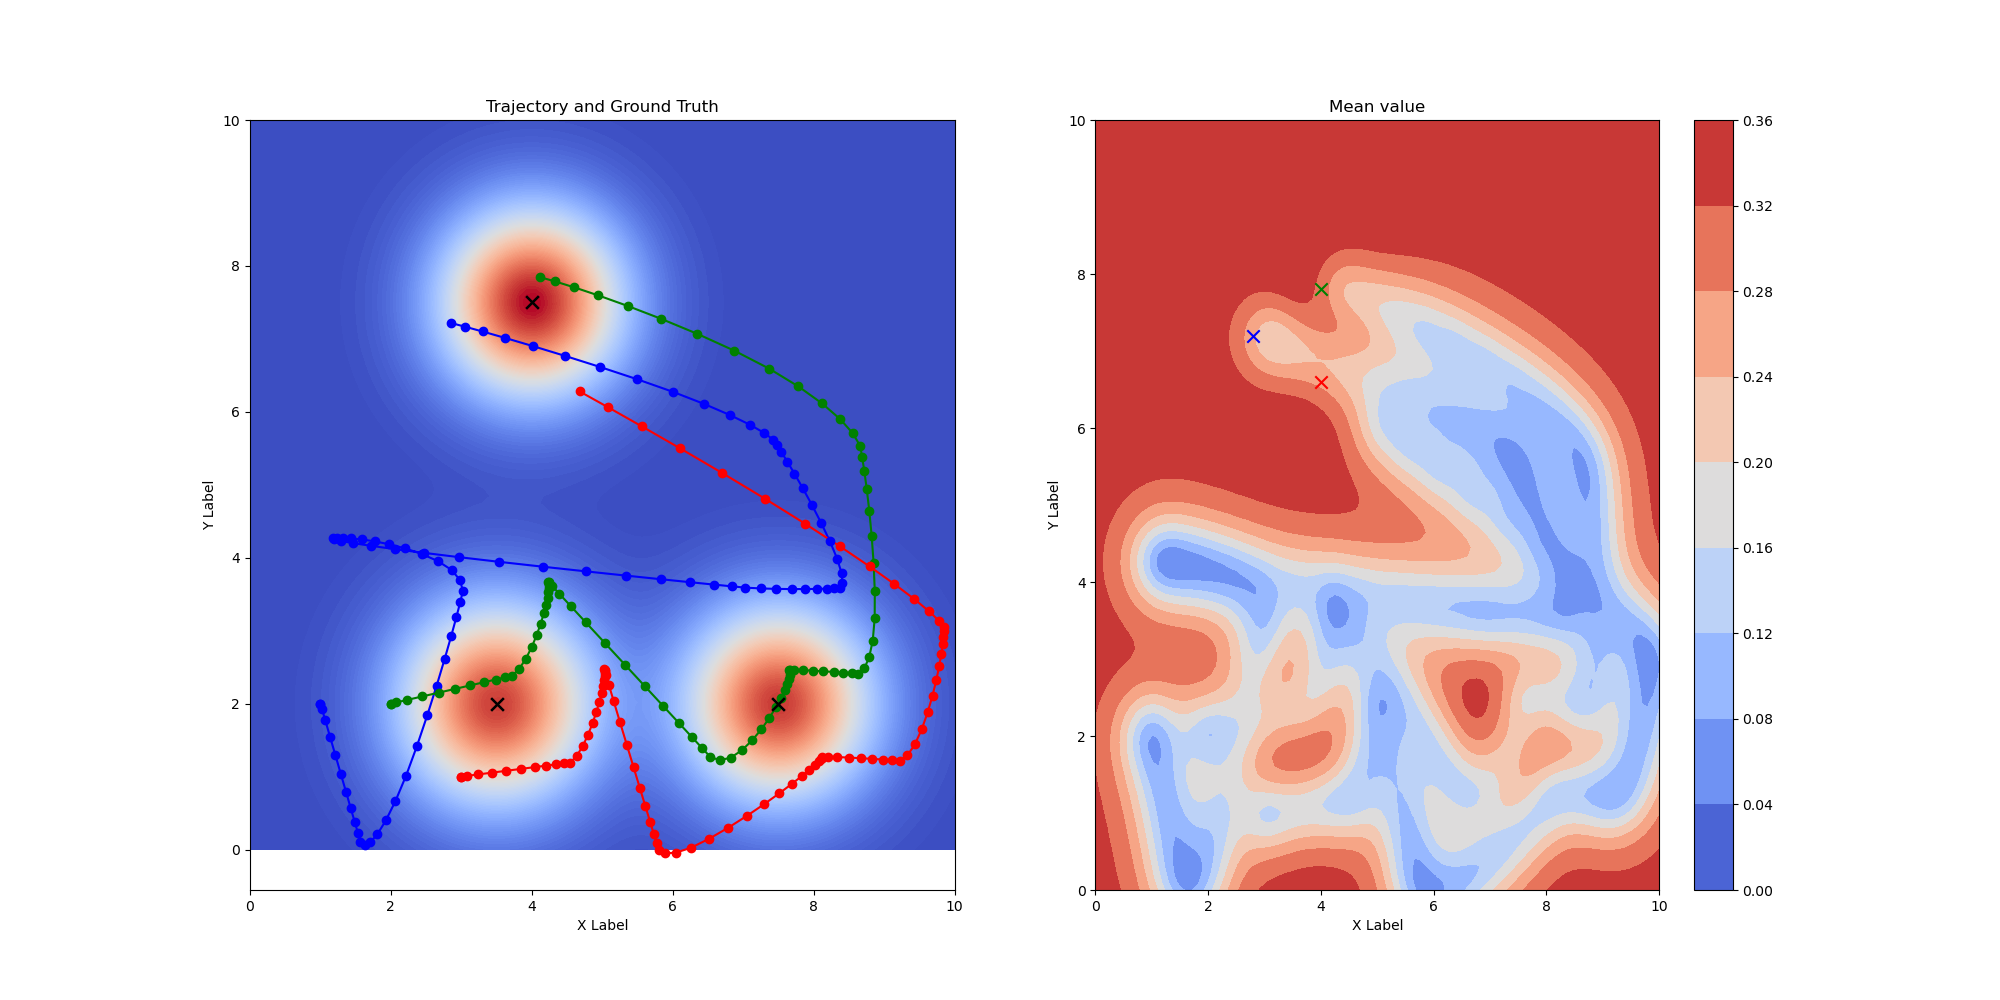 Trajectory and Ground Truth
Y Label
10
8
6
4
2
0
0 2 4 6 8 10
X Label
Mean value
Y Label
10
8
6
4
2
0
0 2 4 6 8 10
X Label
0.36
0.32
0.28
0.24
0.20
0.16
0.12
0.08
0.04
0.00